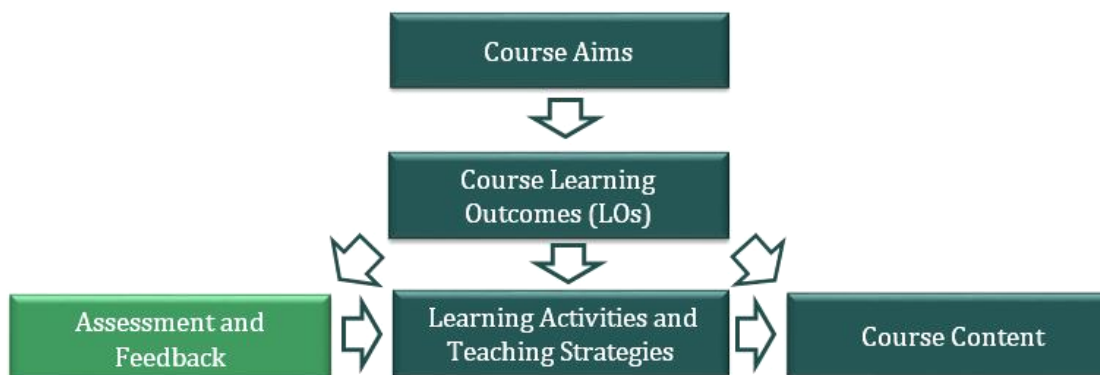 Course Aims
Course Learning
Outcomes (LOs)
Assessment and
Feedback
Learning Activities and
Teaching Strategies
Course Content